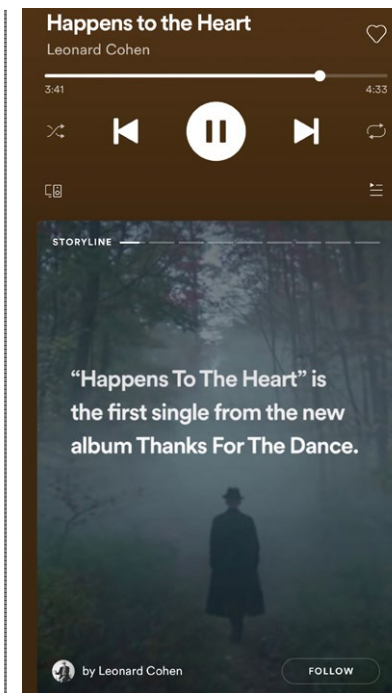 Happens to the Heart
Leonard Cohen
3:41 4:33
STORYLINE
“Happens To The Heart” is
the first single from the new
album Thanks For The Dance.
by Leonard Cohen FOLLOW